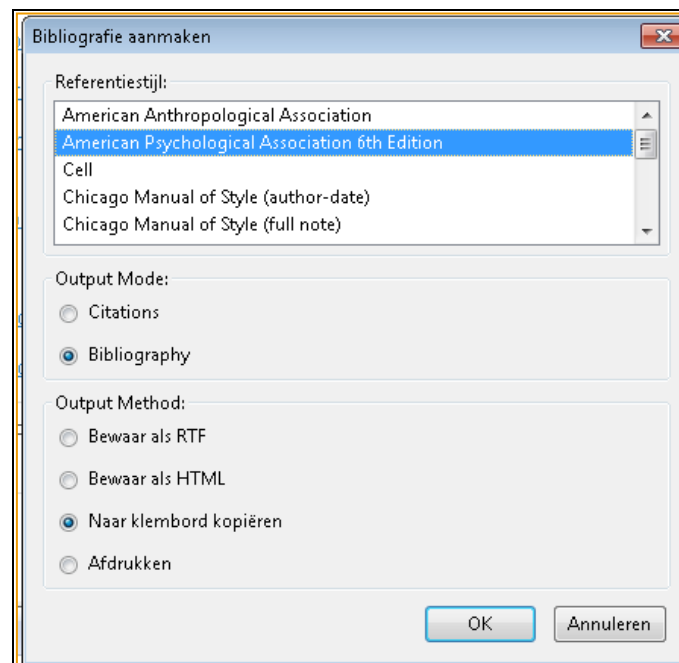 Bibliografie aanmaken
Referentiestijl:
American Anthropological Association
American Psychological Association 6th Edition
Cell
Chicago Manual of Style (author-date)
Chicago Manual of Style (full note)
Output Mode:
Citations
Bibliography
Output Method:
Bewaar als RTF
Bewaar als HTML
Naar klembord kopiëren
Afdrukken
OK
Annuleren